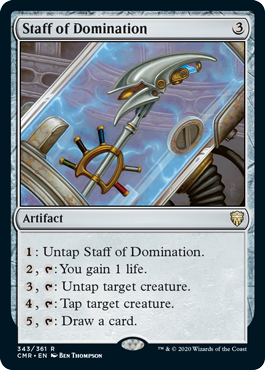 Staff of Domination 3
Artifact
1: Untap Staff of Domination.
2, T: You gain 1 life.
3, T: Untap target creature.
4, T: Tap target creature.
5, T: Draw a card.
343/361 R
CMR • EN Ben Thompson ™ & © 2020 Wizards of the Coast